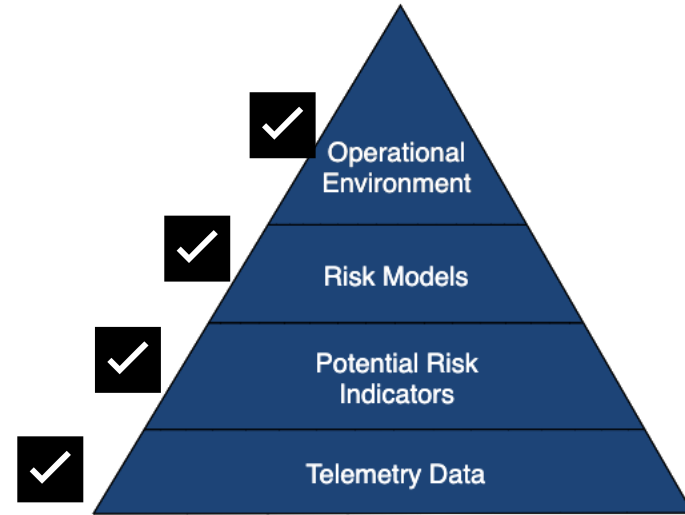 Operational
Environment
Risk Models
Potential Risk
Indicators
Telemetry Data